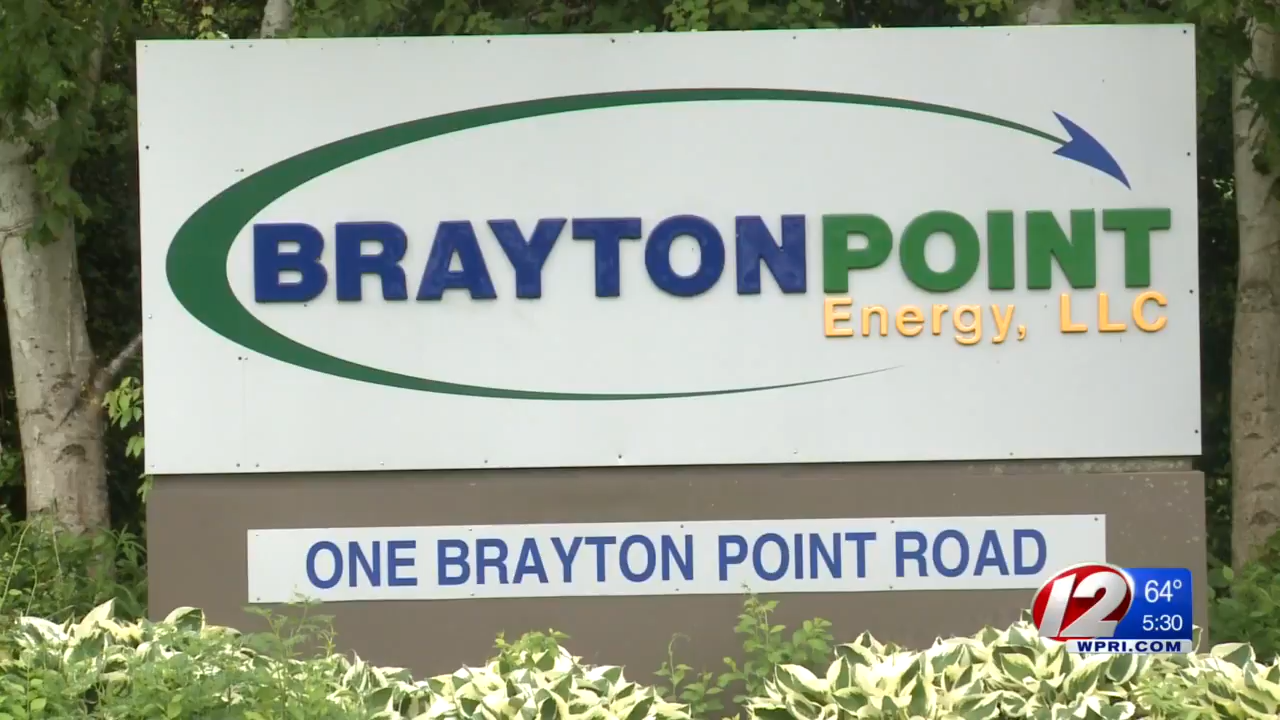 BRAYTONPOINT
Energy, LLC
ONE BRAYTON POINT ROAD
12 64°
5:30
WPRI.COM